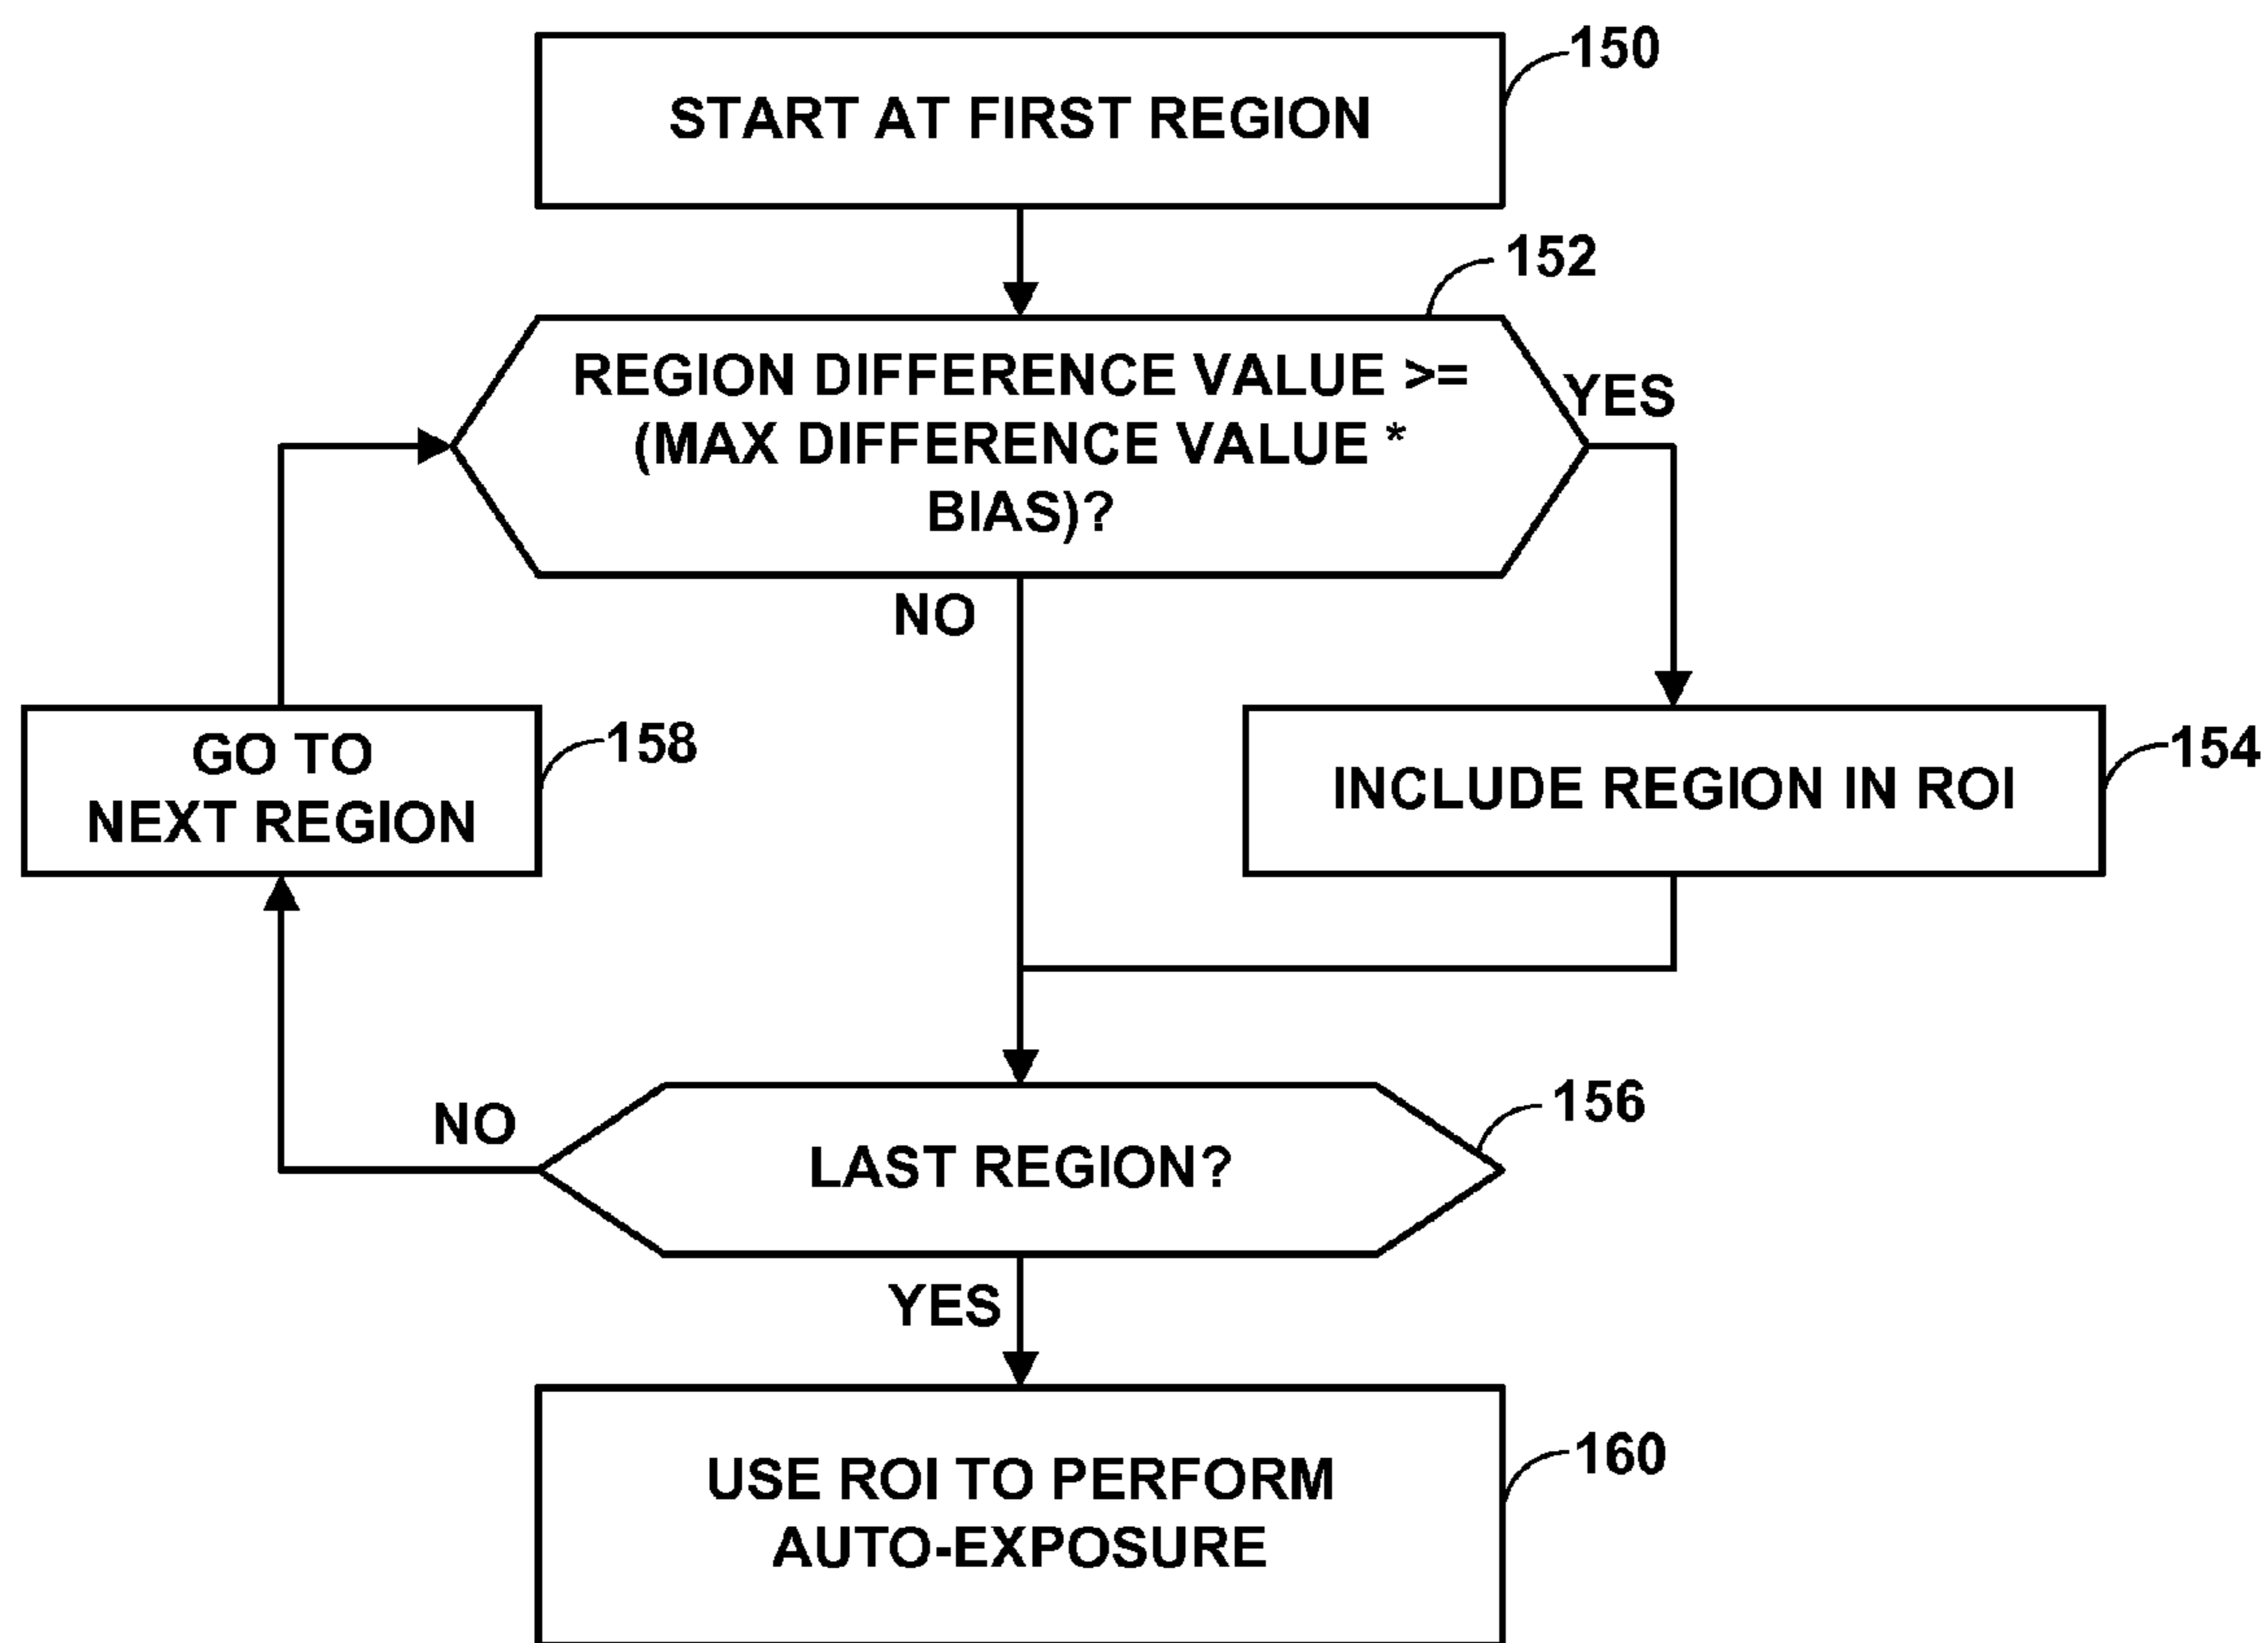 START AT FIRST REGION
150
152
REGION DIFFERENCE VALUE >=
(MAX DIFFERENCE VALUE *
BIAS)?
YES
NO
GO TO
NEXT REGION
158
INCLUDE REGION IN ROI
154
156
NO
LAST REGION?
YES
USE ROI TO PERFORM
AUTO-EXPOSURE
160